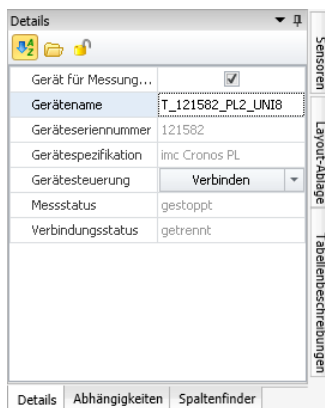 Details
Gerät für Messung...
Gerätename T_121582_PL2_UNI8
Geräteseriennummer 121582
Gerätespezifikation imc Cronos PL
Gerätesteuerung Verbinden
Messstatus gestoppt
Verbindungsstatus getrennt
Details Abhängigkeiten Spaltenfinder
Sensoren
Layout-Ablage
Tabellenbeschreibungen